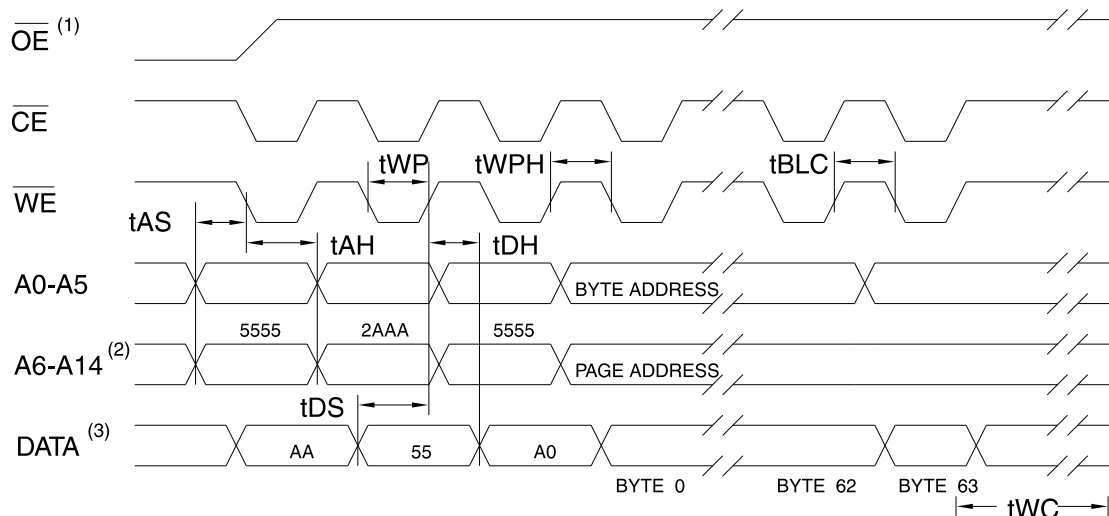 OE (1)
CE
tWP tWPH tBLC
WE
tAS
tAH tDH
A0-A5 BYTE ADDRESS
5555 2AAA 5555
A6-A14 (2) PAGE ADDRESS
tDS
DATA (3) AA 55 A0
BYTE 0 BYTE 62 BYTE 63
tWC